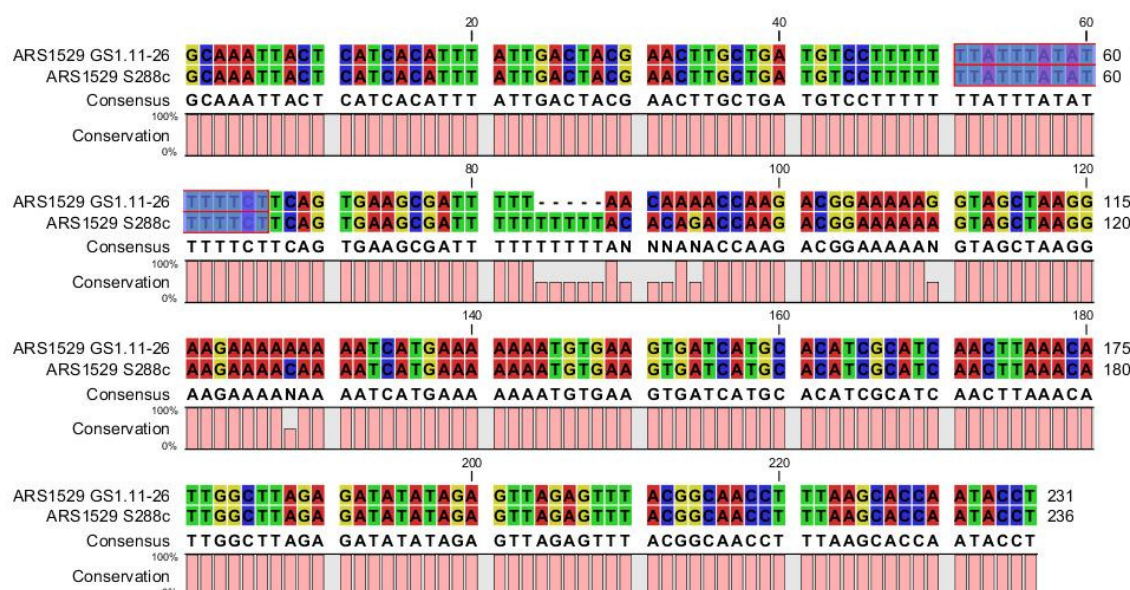 20 40 60
ARS1529 GS1.11-26 GCAAATTACT CATCACATTT ATTGACTACG AACTTGCTGA TGTCCTTTTT TTATTTATAT 60
ARS1529 S288c GCAAATTACT CATCACATTT ATTGACTACG AACTTGCTGA TGTCCTTTTT TTATTTATAT 60
Consensus GCAAATTACT CATCACATTT ATTGACTACG AACTTGCTGA TGTCCTTTTT TTATTTATAT
100%
Conservation
0%
80 100 120
ARS1529 GS1.11-26 TTTTCTTCAG TGAAGCGATT TTT-----AA CAAAACCAAG ACGGAAAAAG GTAGCTAAGG 115
ARS1529 S288c TTTTCTTCAG TGAAGCGATT TTTTTTTTAC ACAGACCAAG ACGGAAAAAA GTAGCTAAGG 120
Consensus TTTTCTTCAG TGAAGCGATT TTTTTTTTAN NNANACCAAG ACGGAAAAAN GTAGCTAAGG
100%
Conservation
0%
140 160 180
ARS1529 GS1.11-26 AAGAAAAAAA AATCATGAAA AAAATGTGAA GTGATCATGC ACATCGCATC AACTTAAACA 175
ARS1529 S288c AAGAAAACAA AATCATGAAA AAAATGTGAA GTGATCATGC ACATCGCATC AACTTAAACA 180
Consensus AAGAAAANAA AATCATGAAA AAAATGTGAA GTGATCATGC ACATCGCATC AACTTAAACA
100%
Conservation
0%
200 220
ARS1529 GS1.11-26 TTGGCTTAGA GATATATAGA GTTAGAGTTT ACGGCAACCT TTAAGCACCA ATACCT 231
ARS1529 S288c TTGGCTTAGA GATATATAGA GTTAGAGTTT ACGGCAACCT TTAAGCACCA ATACCT 236
Consensus TTGGCTTAGA GATATATAGA GTTAGAGTTT ACGGCAACCT TTAAGCACCA ATACCT
100%
Conservation
0%